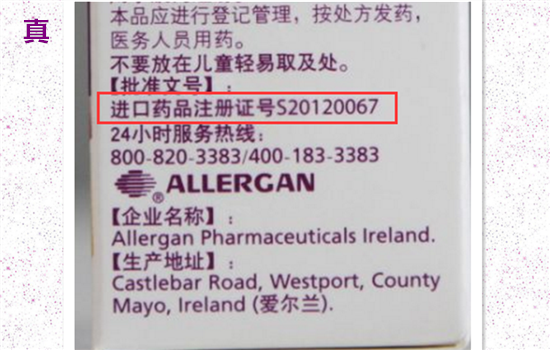 真
本品应进行登记管理，按处方发药，
医务人员用药。
不要放在儿童轻易取及处。
【批准文号】：
进口药品注册证号S20120067
24小时服务热线：
800-820-3383/400-183-3383
® ALLERGAN
【企业名称】：
Allergan Pharmaceuticals Ireland.
【生产地址】：
Castlebar Road, Westport, County
Mayo, Ireland (爱尔兰).